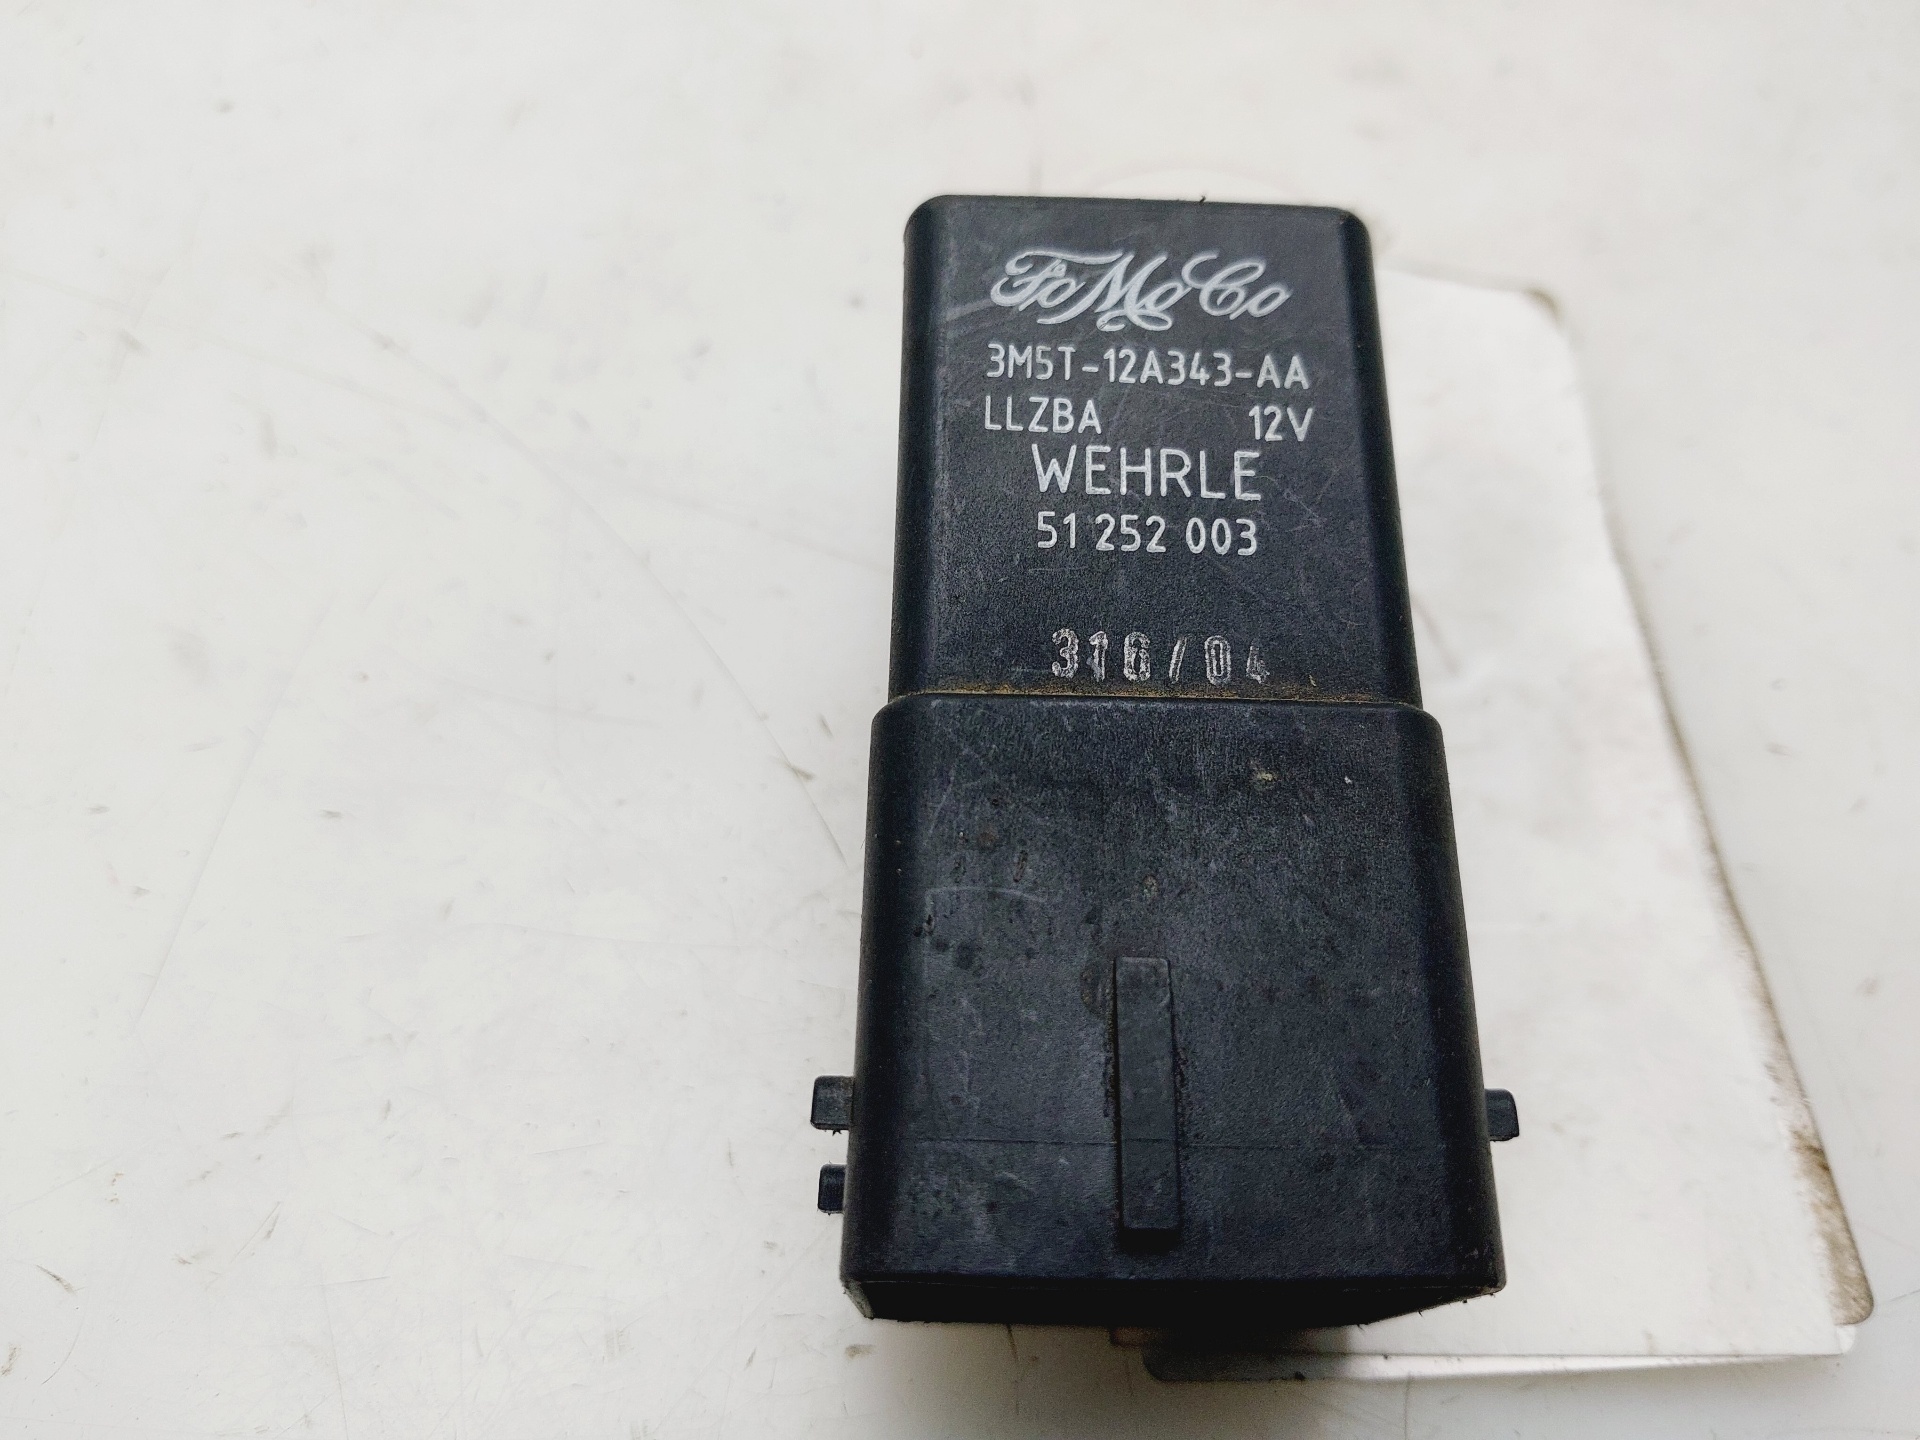 FoMoCo
3M5T-12A343-AA
LLZBA 12V
WEHRLE
51 252 003
316/04